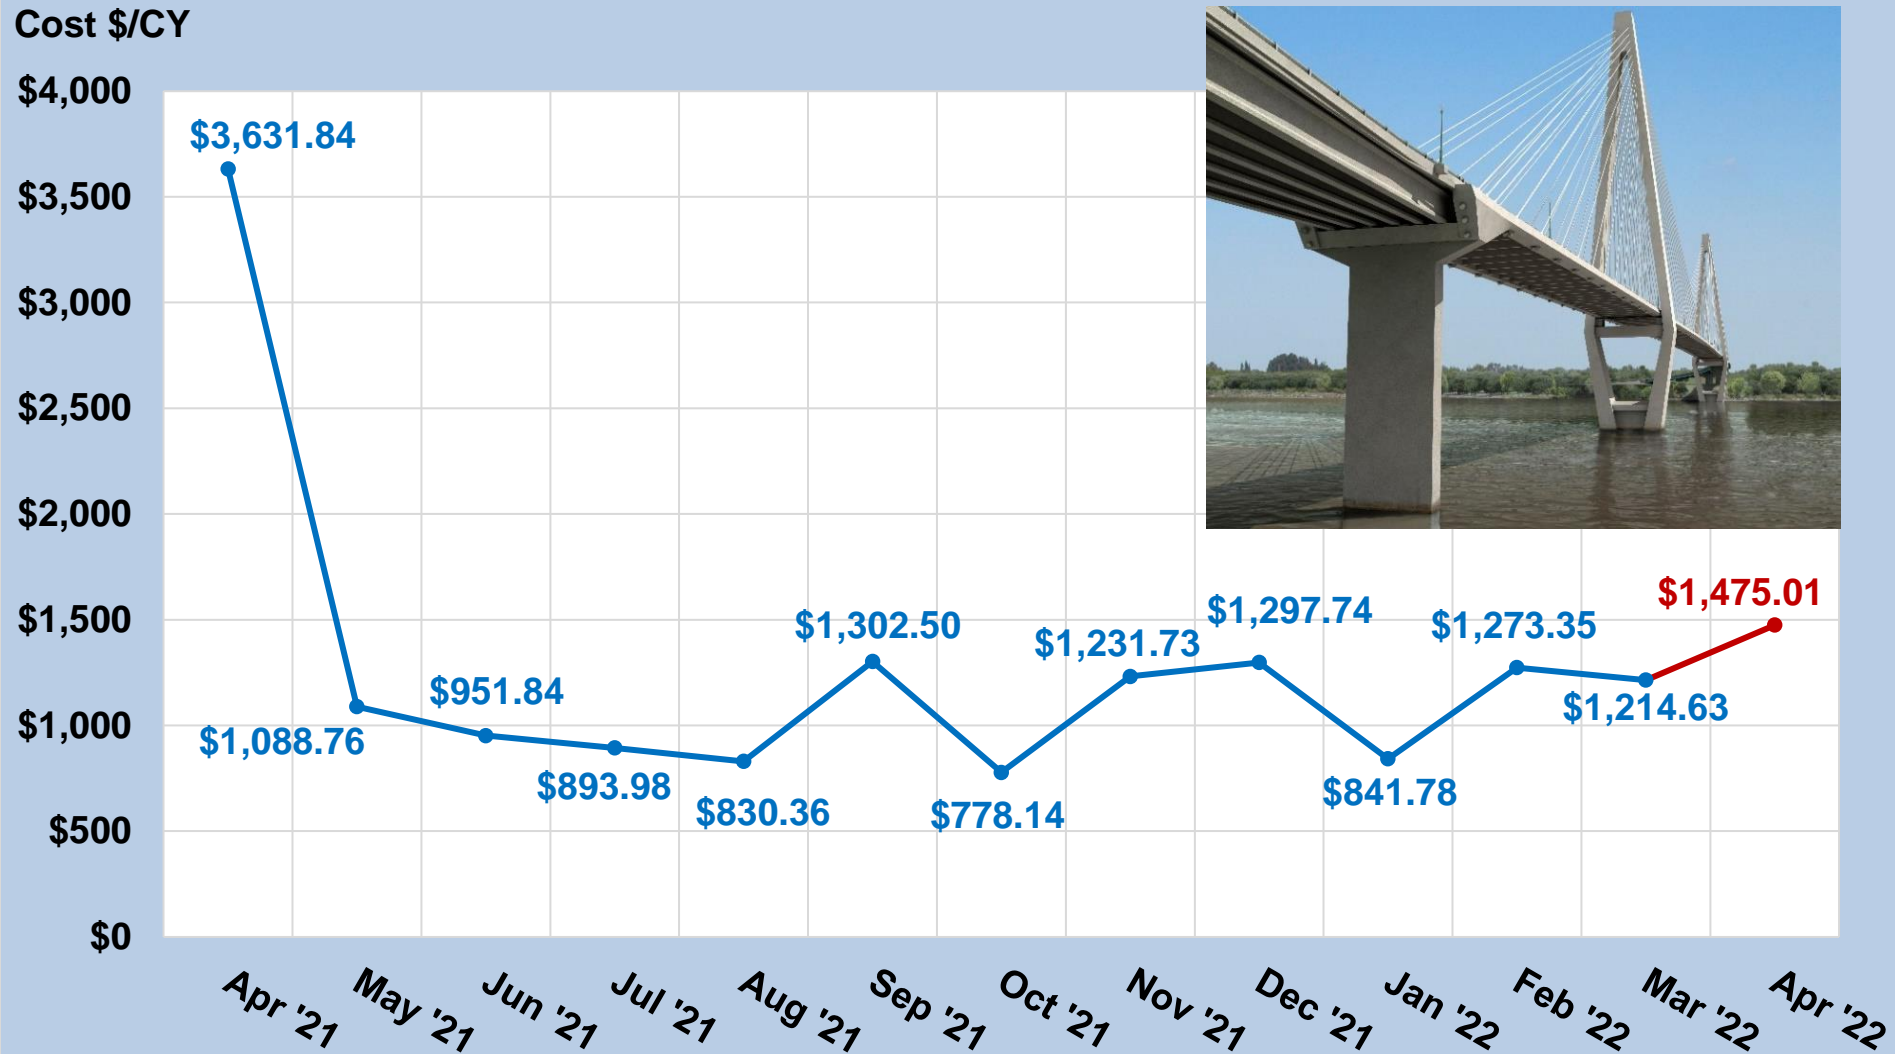 Cost $/CY
$4,000
$3,500
$3,000
$2,500
$2,000
$1,500
$1,000
$500
$0
$3,631.84
$1,088.76
$951.84
$893.98
$830.36
$1,302.50
$778.14
$1,231.73
$1,297.74
$841.78
$1,273.35
$1,214.63
$1,475.01
Apr '21
May '21
Jun '21
Jul '21
Aug '21
Sep '21
Oct '21
Nov '21
Dec '21
Jan '22
Feb '22
Mar '22
Apr '22